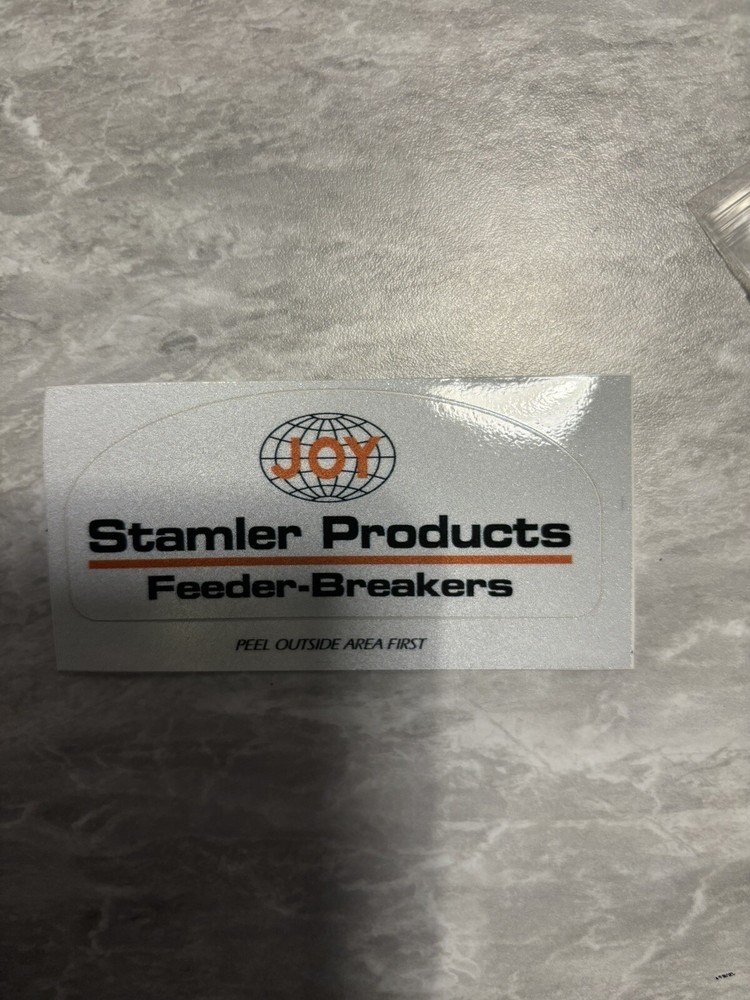 JOY
Stamler Products
Feeder-Breakers
PEEL OUTSIDE AREA FIRST